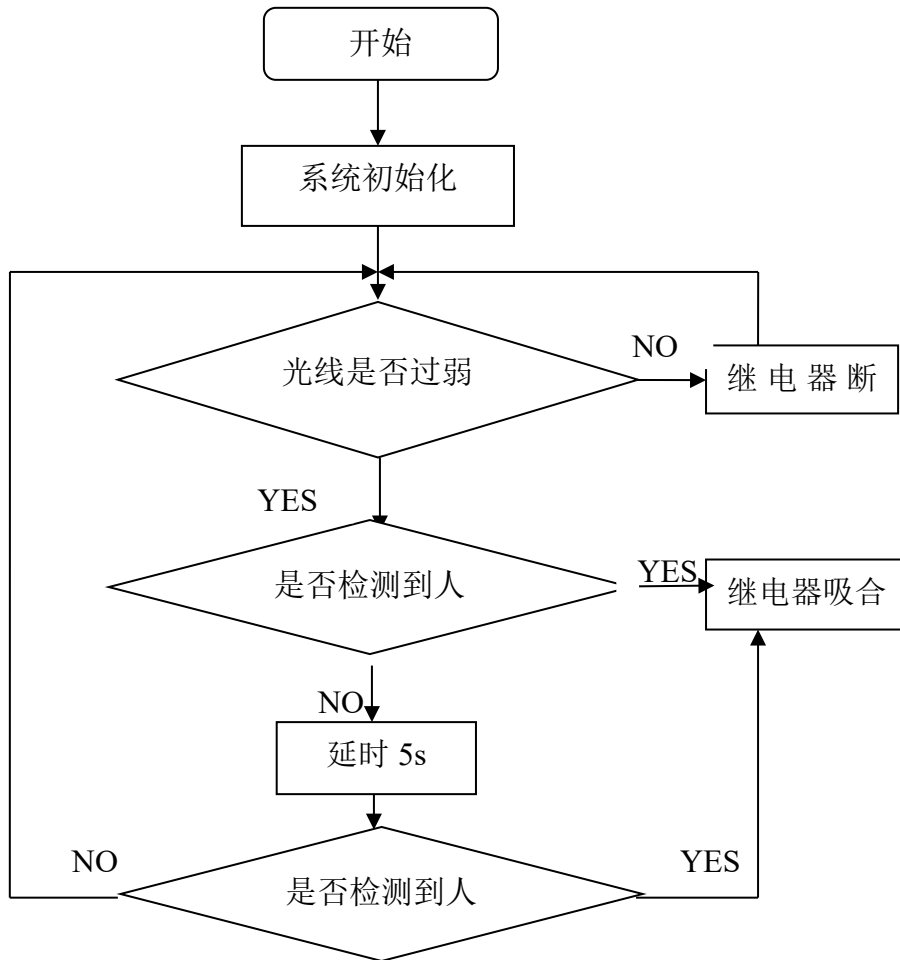 开始
系统初始化
光线是否过弱
NO
继电器断
YES
是否检测到人
YES
继电器吸合
NO
延时 5s
NO
是否检测到人
YES